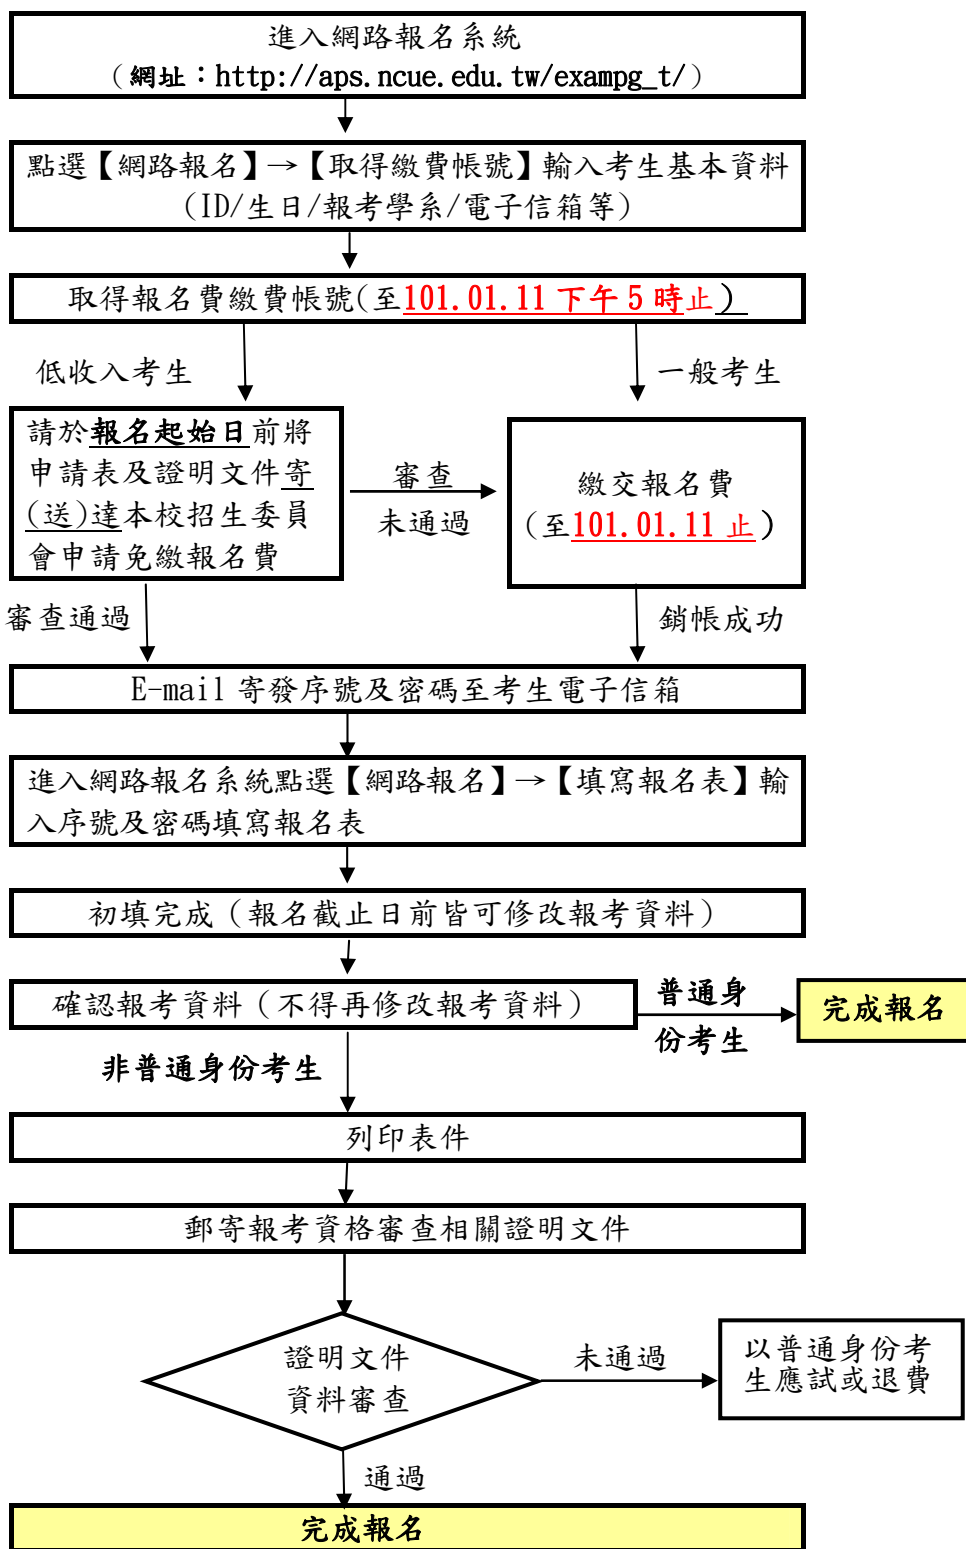 進入網路報名系統
（網址：http://aps.ncue.edu.tw/exampg_t/）
點選【網路報名】→【取得繳費帳號】輸入考生基本資料
(ID/生日/報考學系/電子信箱等)
取得報名費繳費帳號(至101.01.11 下午 5 時止）
低收入考生
一般考生
請於報名起始日前將
申請表及證明文件寄
(送)達本校招生委員
會申請免繳報名費
審查
未通過
繳交報名費
(至101.01.11 止)
審查通過
銷帳成功
E-mail 寄發序號及密碼至考生電子信箱
進入網路報名系統點選【網路報名】→【填寫報名表】輸
入序號及密碼填寫報名表
初填完成（報名截止日前皆可修改報考資料）
確認報考資料（不得再修改報考資料）
普通身
份考生
完成報名
非普通身份考生
列印表件
郵寄報考資格審查相關證明文件
證明文件
資料審查
未通過
以普通身份考
生應試或退費
通過
完成報名